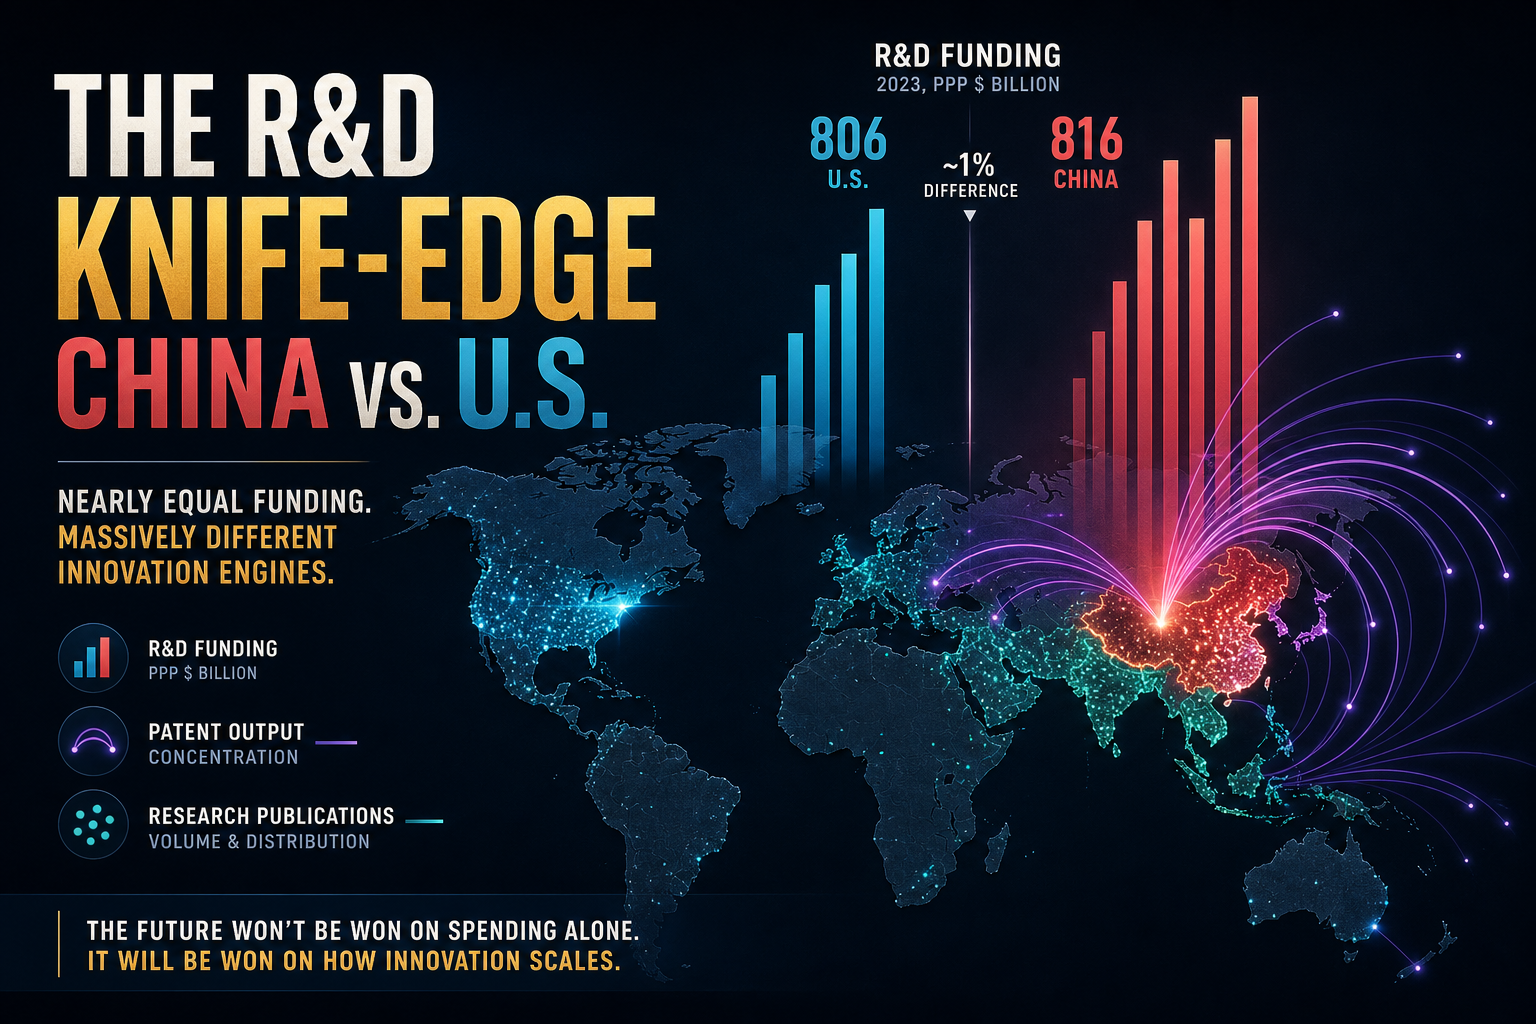 THE R&D
KNIFE-EDGE
CHINA VS. U.S.
NEARLY EQUAL FUNDING.
MASSIVELY DIFFERENT
INNOVATION ENGINES.
R&D FUNDING
PPP $ BILLION
PATENT OUTPUT
CONCENTRATION
RESEARCH PUBLICATIONS
VOLUME & DISTRIBUTION
THE FUTURE WON'T BE WON ON SPENDING ALONE.
IT WILL BE WON ON HOW INNOVATION SCALES.
R&D FUNDING
2023, PPP $ BILLION
806
U.S.
~1%
DIFFERENCE
816
CHINA